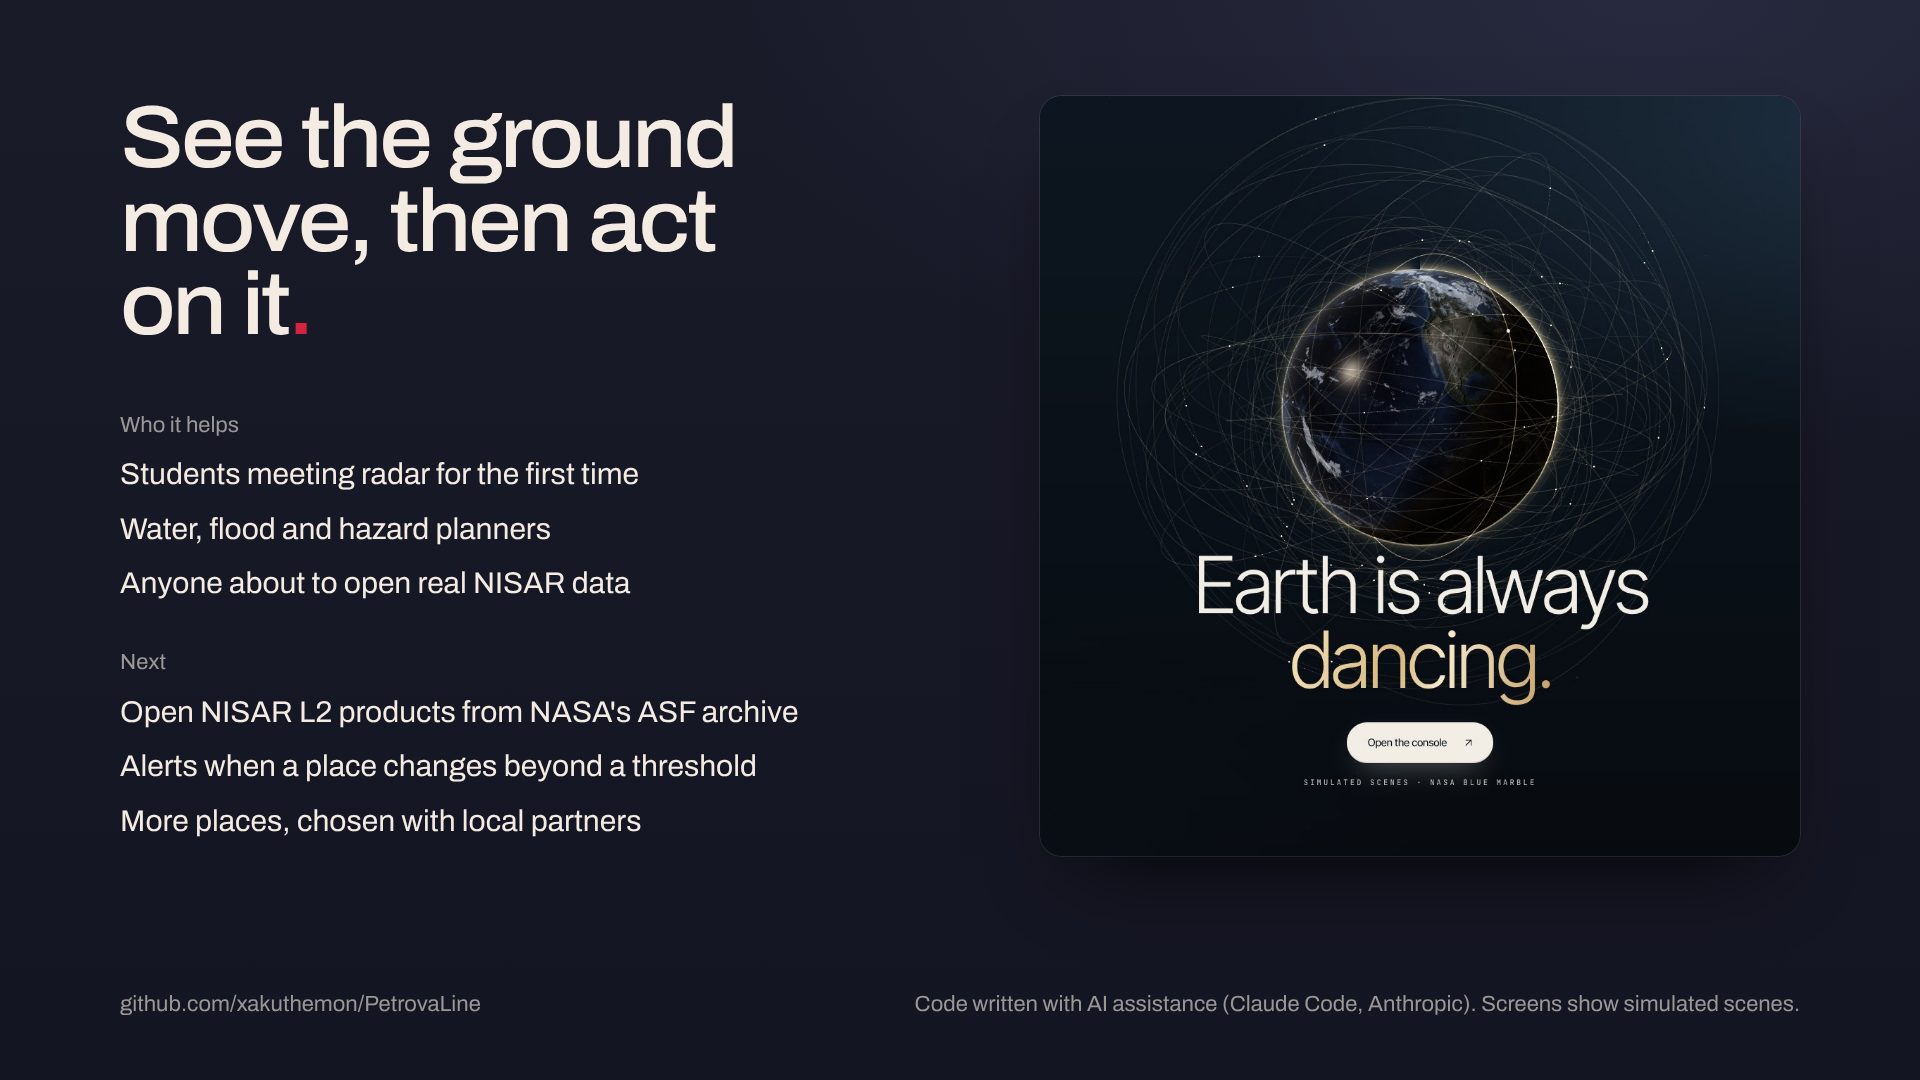 See the ground
move, then act
on it.
Who it helps
Students meeting radar for the first time
Water, flood and hazard planners
Anyone about to open real NISAR data
Next
Open NISAR L2 products from NASA's ASF archive
Alerts when a place changes beyond a threshold
More places, chosen with local partners
Earth is always
dancing.
Open the console ↗
SIMULATED SCENES · NASA BLUE MARBLE
github.com/xakuthemon/PetrovaLine
Code written with AI assistance (Claude Code, Anthropic). Screens show simulated scenes.